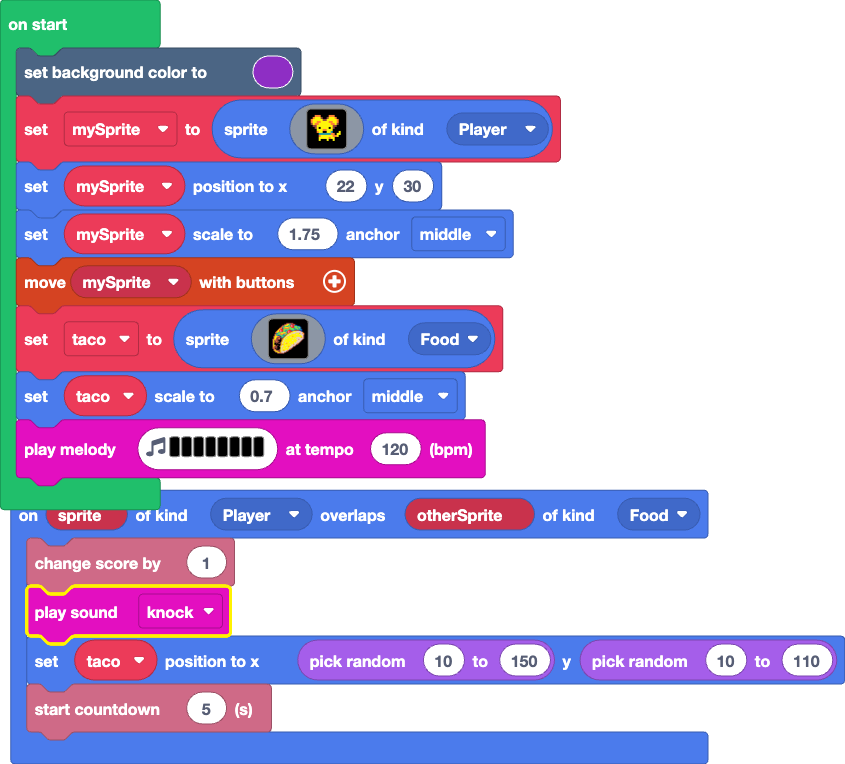 on start
set background color to
set mySprite to sprite of kind Player
set mySprite position to x 22 y 30
set mySprite scale to 1.75 anchor middle
move mySprite with buttons
set taco to sprite of kind Food
set taco scale to 0.7 anchor middle
play melody at tempo 120 (bpm)
on sprite of kind Player overlaps otherSprite of kind Food
change score by 1
play sound knock
set taco position to x pick random 10 to 150 y pick random 10 to 110
start countdown 5 (s)